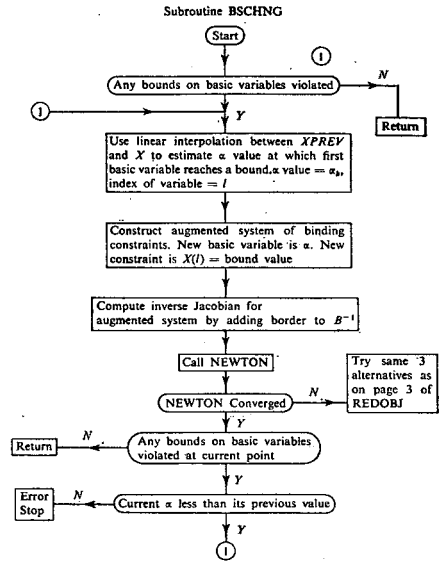 Subroutine BSCHNG
Start
1
Any bounds on basic variables violated
N
Return
1
Y
Use linear interpolation between XPREV
and X to estimate α value at which first
basic variable reaches a bound.α value = αb,
index of variable = l
Construct augmented system of binding
constraints. New basic variable is α. New
constraint is X(l) = bound value
Compute inverse Jacobian for
augmented system by adding border to B⁻¹
Call NEWTON
NEWTON Converged
N
Try same 3
alternatives as
on page 3 of
REDOBJ
Y
Any bounds on basic variables
violated at current point
N
Return
Y
Current α less than its previous value
N
Error
Stop
Y
1